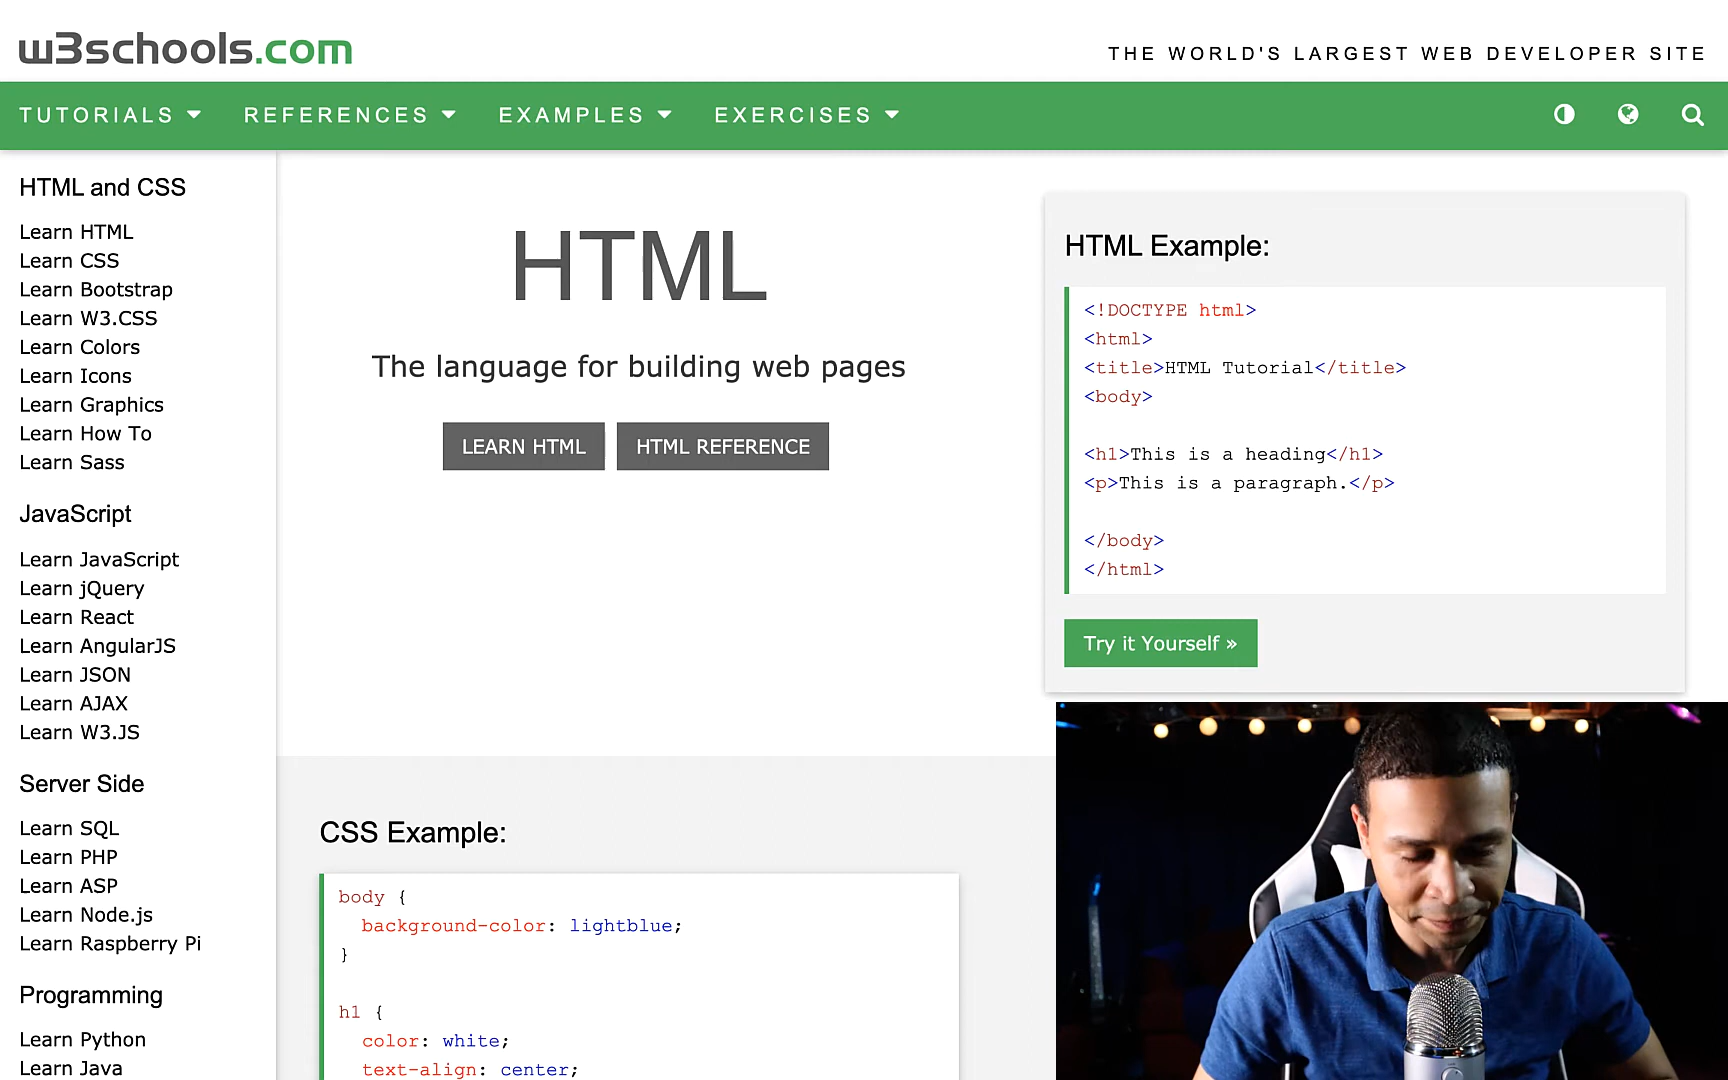 w3schools.com
THE WORLD'S LARGEST WEB DEVELOPER SITE
TUTORIALS REFERENCES EXAMPLES EXERCISES
HTML and CSS
Learn HTML
Learn CSS
Learn Bootstrap
Learn W3.CSS
Learn Colors
Learn Icons
Learn Graphics
Learn How To
Learn Sass
JavaScript
Learn JavaScript
Learn jQuery
Learn React
Learn AngularJS
Learn JSON
Learn AJAX
Learn W3.JS
Server Side
Learn SQL
Learn PHP
Learn ASP
Learn Node.js
Learn Raspberry Pi
Programming
Learn Python
Learn Java
HTML
The language for building web pages
LEARN HTML HTML REFERENCE
HTML Example:
<!DOCTYPE html>
<html>
<title>HTML Tutorial</title>
<body>
<h1>This is a heading</h1>
<p>This is a paragraph.</p>
</body>
</html>
Try it Yourself »
CSS Example:
body {
background-color: lightblue;
}
h1 {
color: white;
text-align: center;